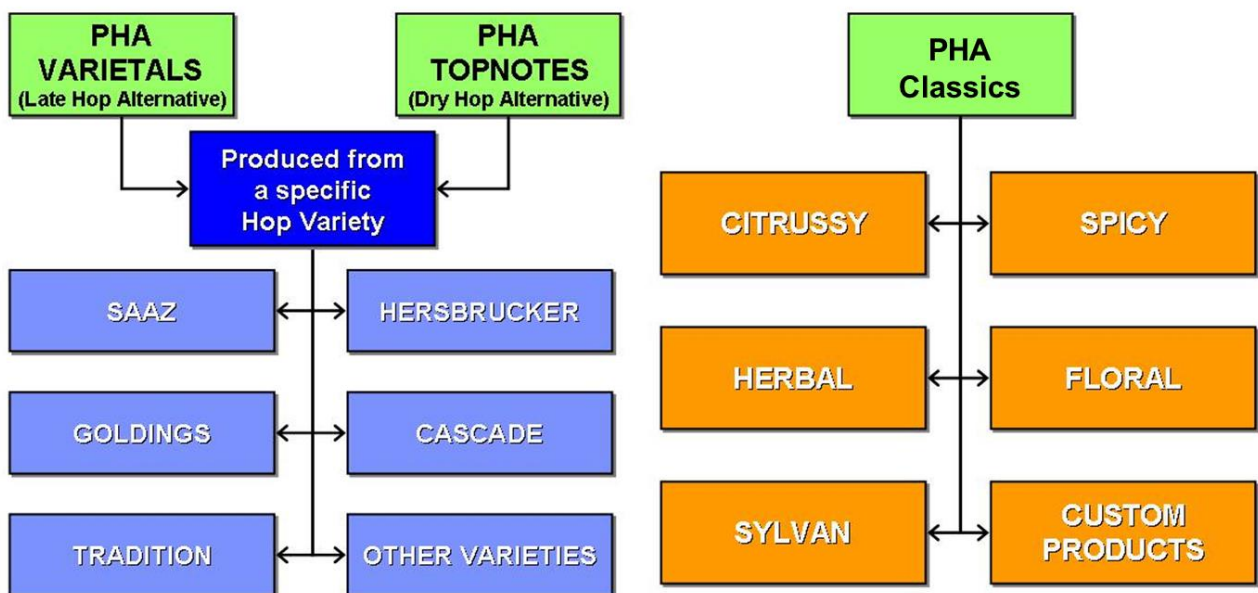 PHA
VARIETALS
(Late Hop Alternative)
PHA
TOPNOTES
(Dry Hop Alternative)
Produced from
a specific
Hop Variety
SAAZ
HERSBRUCKER
GOLDINGS
CASCADE
TRADITION
OTHER VARIETIES
PHA
Classics
CITRUSSY
SPICY
HERBAL
FLORAL
SYLVAN
CUSTOM
PRODUCTS